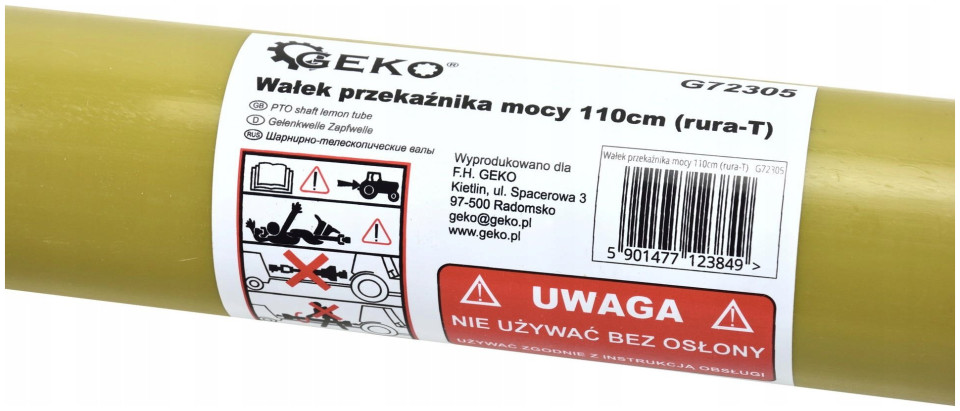 GEKO®
G72305
Wałek przekaźnika mocy 110cm (rura-T)
GB PTO shaft lemon tube
D Gelenkwelle Zapfwelle
RUS Шарнирно-телескопические валы
Wyprodukowano dla
F.H. GEKO
Kietlin, ul. Spacerowa 3
97-500 Radomsko
geko@geko.pl
www.geko.pl
Wałek przekaźnika mocy 110cm (rura-T) G72305
5 901477 123849 >
UWAGA
NIE UŻYWAĆ BEZ OSŁONY
UŻYWAĆ ZGODNIE Z INSTRUKCJĄ OBSŁUGI